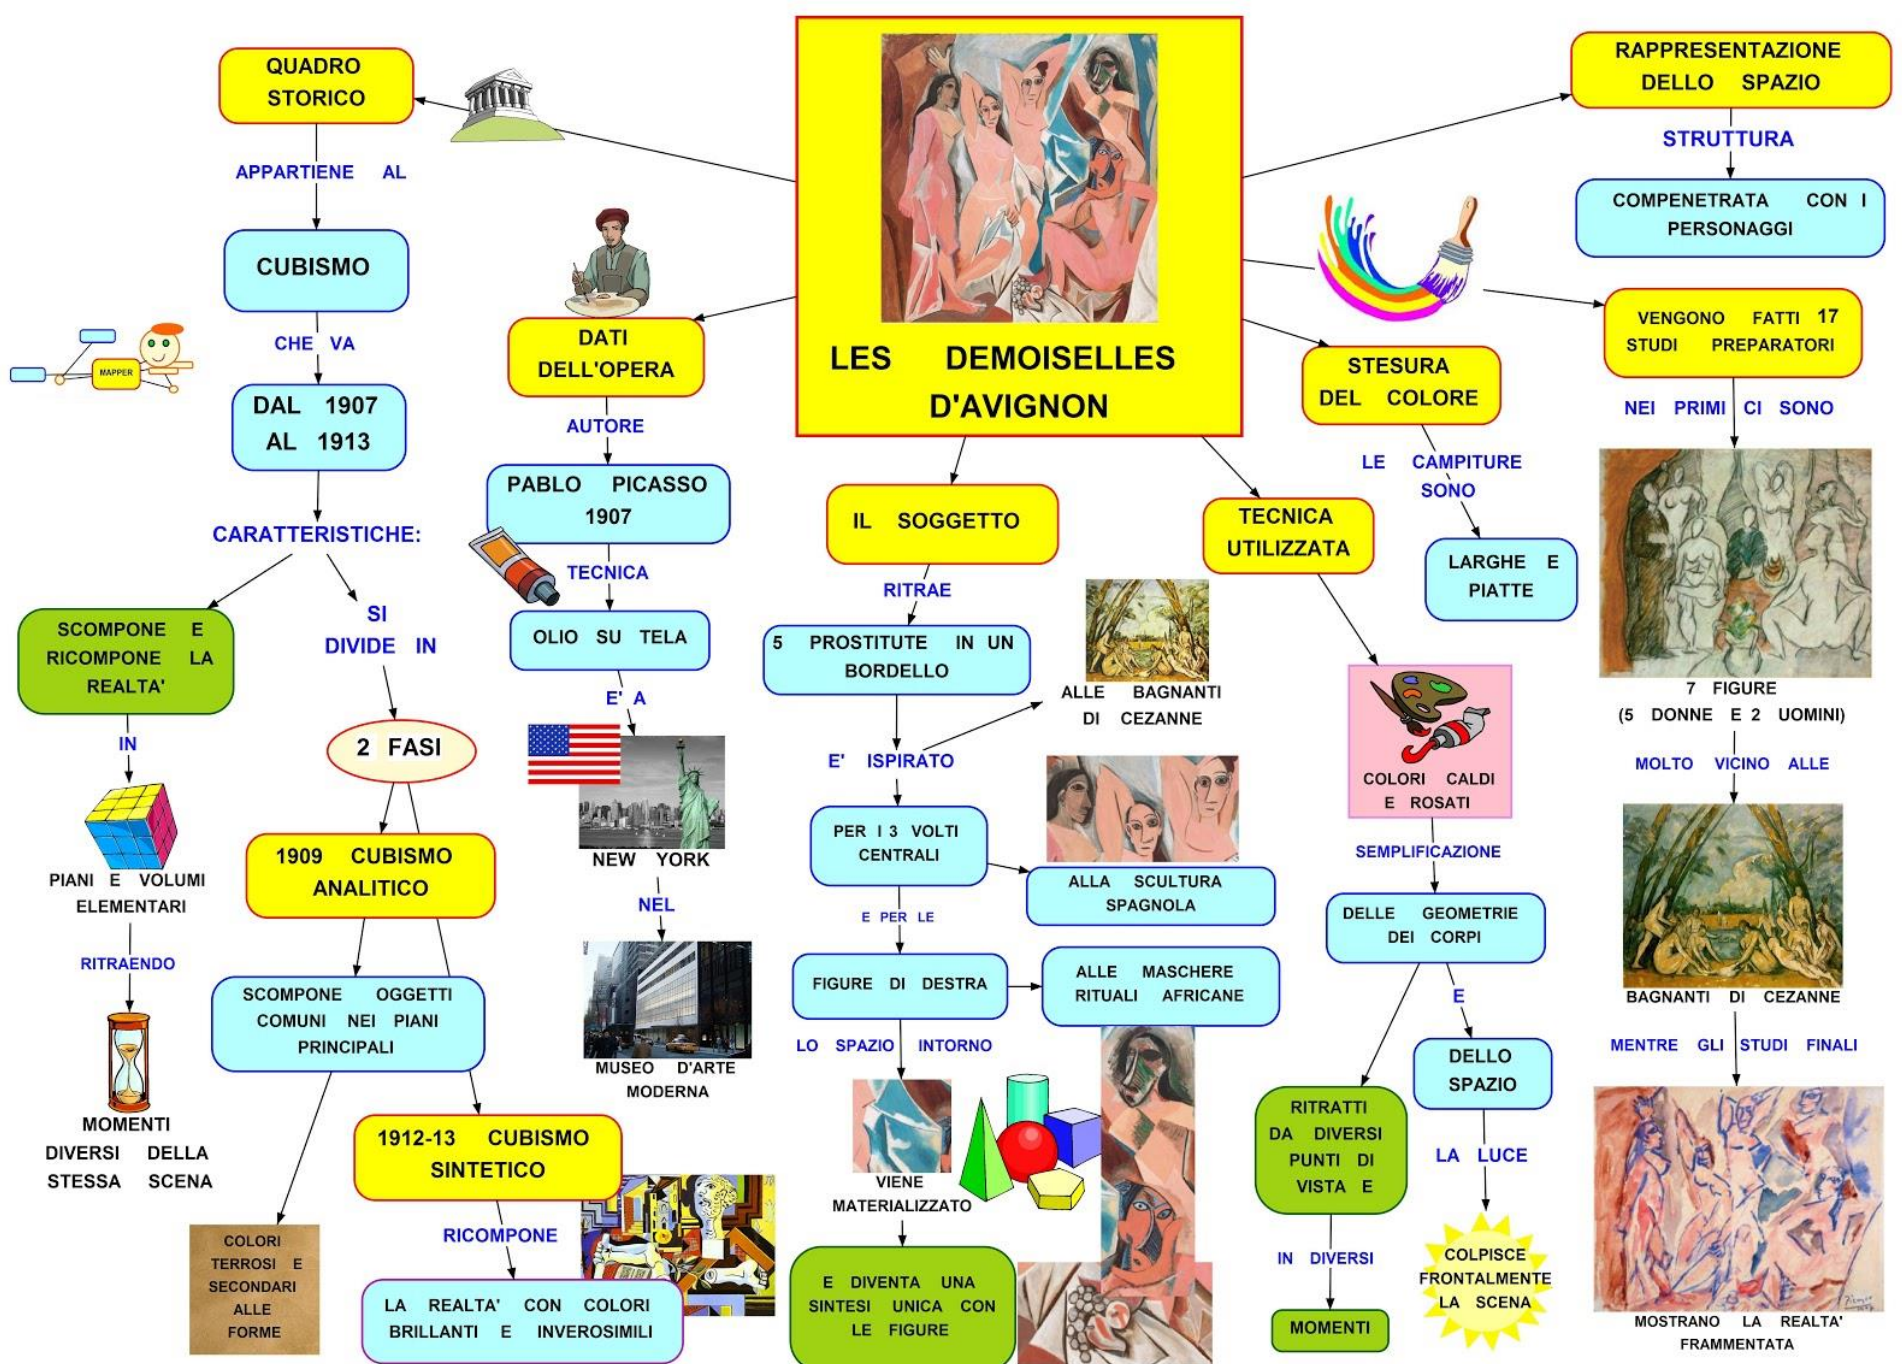 LES DEMOISELLES
D'AVIGNON
QUADRO
STORICO
APPARTIENE AL
CUBISMO
CHE VA
DAL 1907
AL 1913
CARATTERISTICHE:
SCOMPONE E
RICOMPONE LA
REALTA'
IN
PIANI E VOLUMI
ELEMENTARI
RITRAENDO
MOMENTI
DIVERSI DELLA
STESSA SCENA
SI
DIVIDE IN
2 FASI
1909 CUBISMO
ANALITICO
SCOMPONE OGGETTI
COMUNI NEI PIANI
PRINCIPALI
COLORI
TERROSI E
SECONDARI
ALLE
FORME
1912-13 CUBISMO
SINTETICO
RICOMPONE
LA REALTA' CON COLORI
BRILLANTI E INVEROSIMILI
MAPPER
DATI
DELL'OPERA
AUTORE
PABLO PICASSO
1907
TECNICA
OLIO SU TELA
E' A
NEW YORK
NEL
MUSEO D'ARTE
MODERNA
IL SOGGETTO
RITRAE
5 PROSTITUTE IN UN
BORDELLO
E' ISPIRATO
ALLE BAGNANTI
DI CEZANNE
PER I 3 VOLTI
CENTRALI
ALLA SCULTURA
SPAGNOLA
E PER LE
FIGURE DI DESTRA
ALLE MASCHERE
RITUALI AFRICANE
LO SPAZIO INTORNO
VIENE
MATERIALIZZATO
E DIVENTA UNA
SINTESI UNICA CON
LE FIGURE
TECNICA
UTILIZZATA
COLORI CALDI
E ROSATI
SEMPLIFICAZIONE
DELLE GEOMETRIE
DEI CORPI
RITRATTI
DA DIVERSI
PUNTI DI
VISTA E
IN DIVERSI
MOMENTI
E
DELLO
SPAZIO
LA LUCE
COLPISCE
FRONTALMENTE
LA SCENA
STESURA
DEL COLORE
LE CAMPITURE
SONO
LARGHE E
PIATTE
RAPPRESENTAZIONE
DELLO SPAZIO
STRUTTURA
COMPENETRATA CON I
PERSONAGGI
VENGONO FATTI 17
STUDI PREPARATORI
NEI PRIMI CI SONO
7 FIGURE
(5 DONNE E 2 UOMINI)
MOLTO VICINO ALLE
BAGNANTI DI CEZANNE
MENTRE GLI STUDI FINALI
MOSTRANO LA REALTA'
FRAMMENTATA